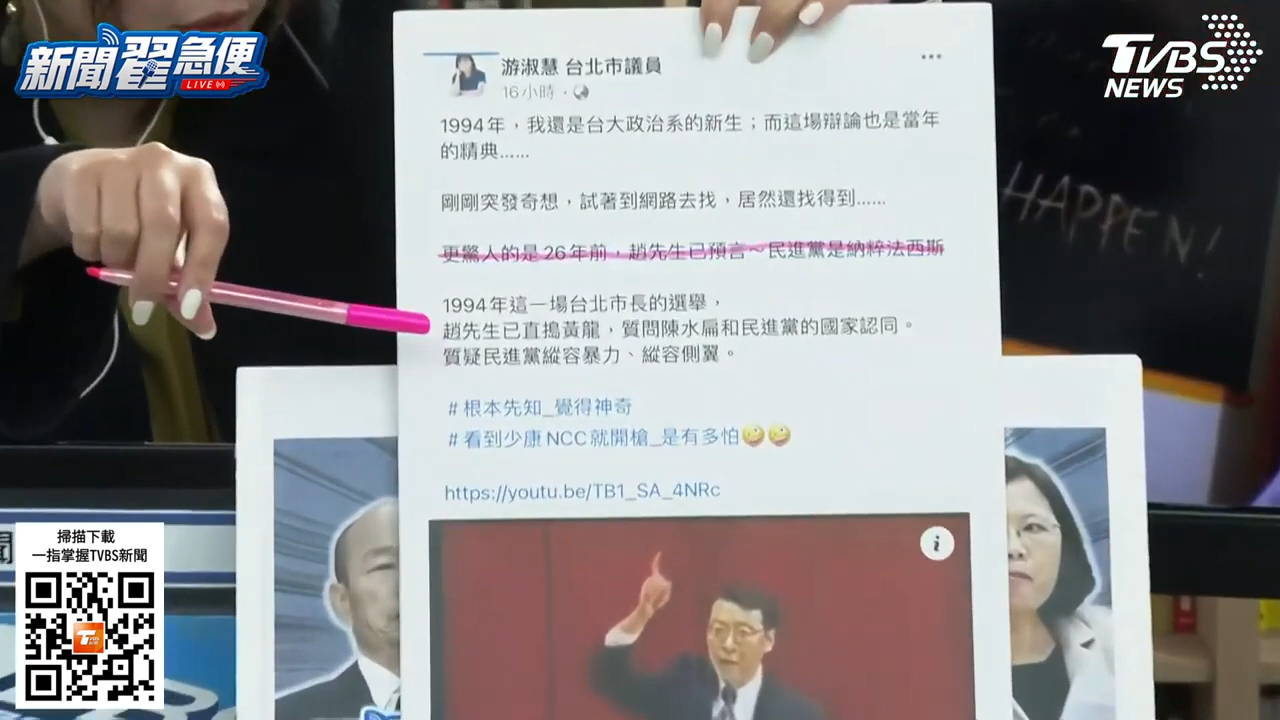 新聞翟急便
LIVE
TVBS
NEWS
游淑慧 台北市議員
16小時
1994年，我還是台大政治系的新生；而這場辯論也是當年
的精典……
剛剛突發奇想，試著到網路去找，居然還找得到……
更驚人的是26年前，趙先生已預言～民進黨是納粹法西斯
1994年這一場台北市長的選舉，
趙先生已直搗黃龍，質問陳水扁和民進黨的國家認同。
質疑民進黨縱容暴力、縱容側翼。
#根本先知_覺得神奇
#看到少康NCC就開槍_是有多怕🤪🤪
https://youtu.be/TB1_SA_4NRc
HAPPEN!
掃描下載
一指掌握TVBS新聞
聞